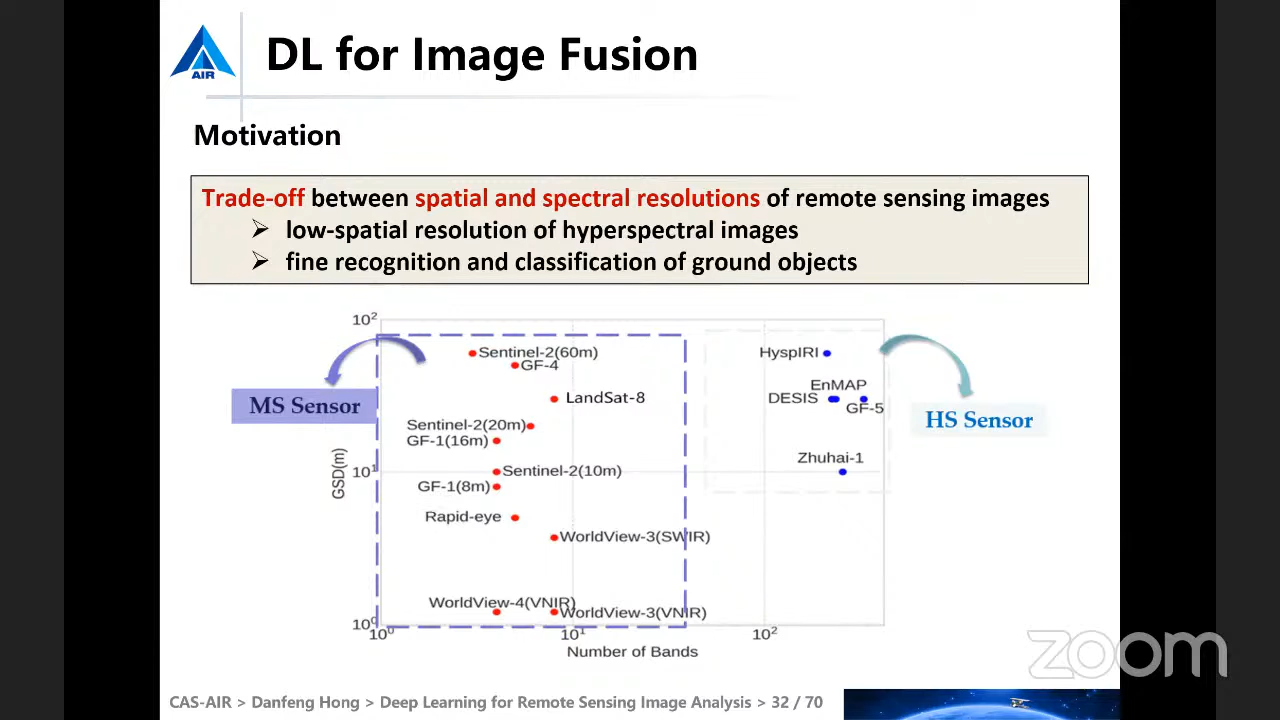 AIR
DL for Image Fusion
Motivation
Trade-off between spatial and spectral resolutions of remote sensing images
➢ low-spatial resolution of hyperspectral images
➢ fine recognition and classification of ground objects
10²
Sentinel-2(60m)
GF-4
HyspIRI
EnMAP
MS Sensor
LandSat-8
DESIS
GF-5
HS Sensor
Sentinel-2(20m)
GF-1(16m)
Zhuhai-1
GSD(m)
10¹
Sentinel-2(10m)
GF-1(8m)
Rapid-eye
WorldView-3(SWIR)
WorldView-4(VNIR)
WorldView-3(VNIR)
10⁰
10⁰
10¹
10²
Number of Bands
zoom
CAS-AIR > Danfeng Hong > Deep Learning for Remote Sensing Image Analysis > 32 / 70